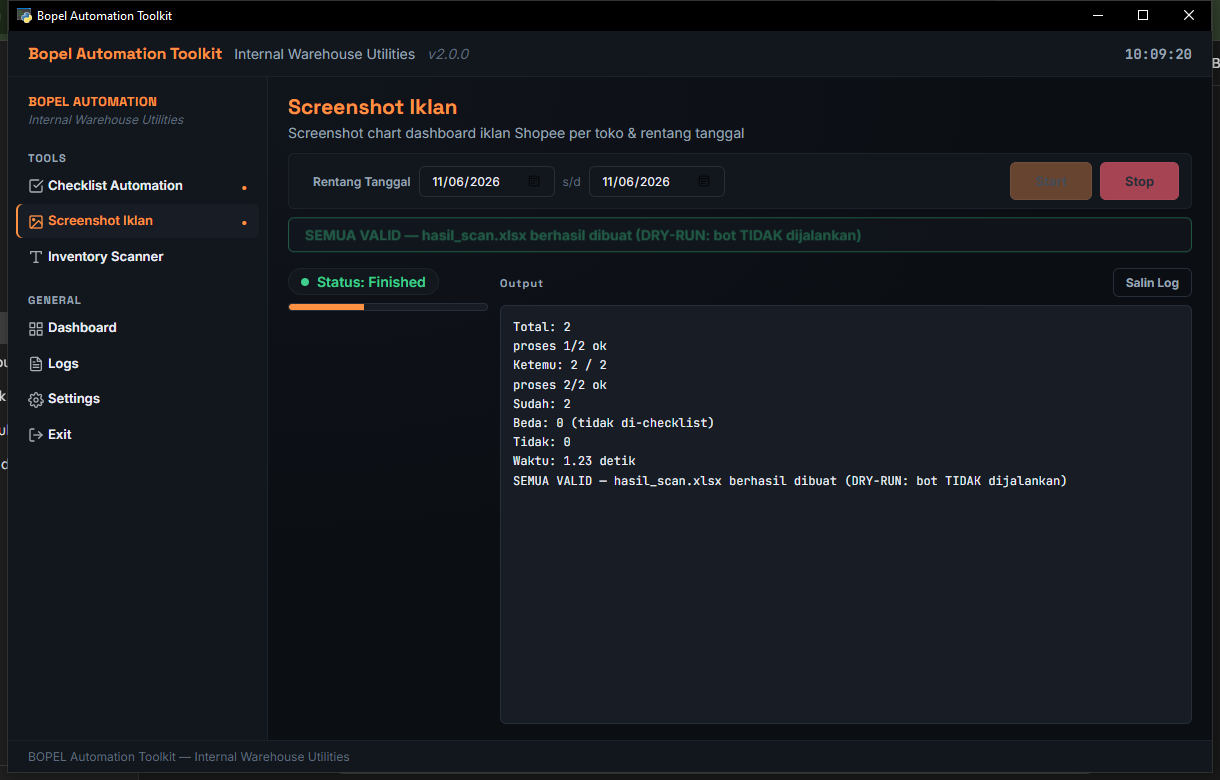 Bopel Automation Toolkit
Bopel Automation Toolkit Internal Warehouse Utilities v2.0.0 10:09:20
BOPEL AUTOMATION
Internal Warehouse Utilities
TOOLS
Checklist Automation
Screenshot Iklan
Inventory Scanner
GENERAL
Dashboard
Logs
Settings
Exit
Screenshot Iklan
Screenshot chart dashboard iklan Shopee per toko & rentang tanggal
Rentang Tanggal 11/06/2026 s/d 11/06/2026 Start Stop
SEMUA VALID — hasil_scan.xlsx berhasil dibuat (DRY-RUN: bot TIDAK dijalankan)
Status: Finished
Output Salin Log
Total: 2
proses 1/2 ok
Ketemu: 2 / 2
proses 2/2 ok
Sudah: 2
Beda: 0 (tidak di-checklist)
Tidak: 0
Waktu: 1.23 detik
SEMUA VALID — hasil_scan.xlsx berhasil dibuat (DRY-RUN: bot TIDAK dijalankan)
BOPEL Automation Toolkit — Internal Warehouse Utilities